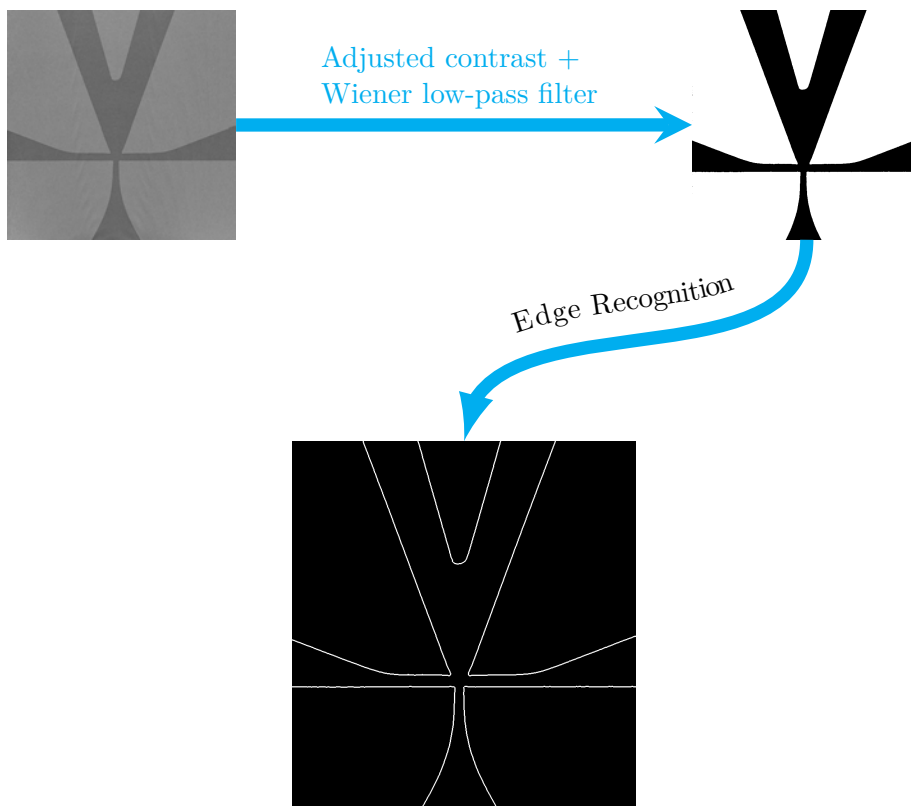 Adjusted contrast +
Wiener low-pass filter
Edge Recognition